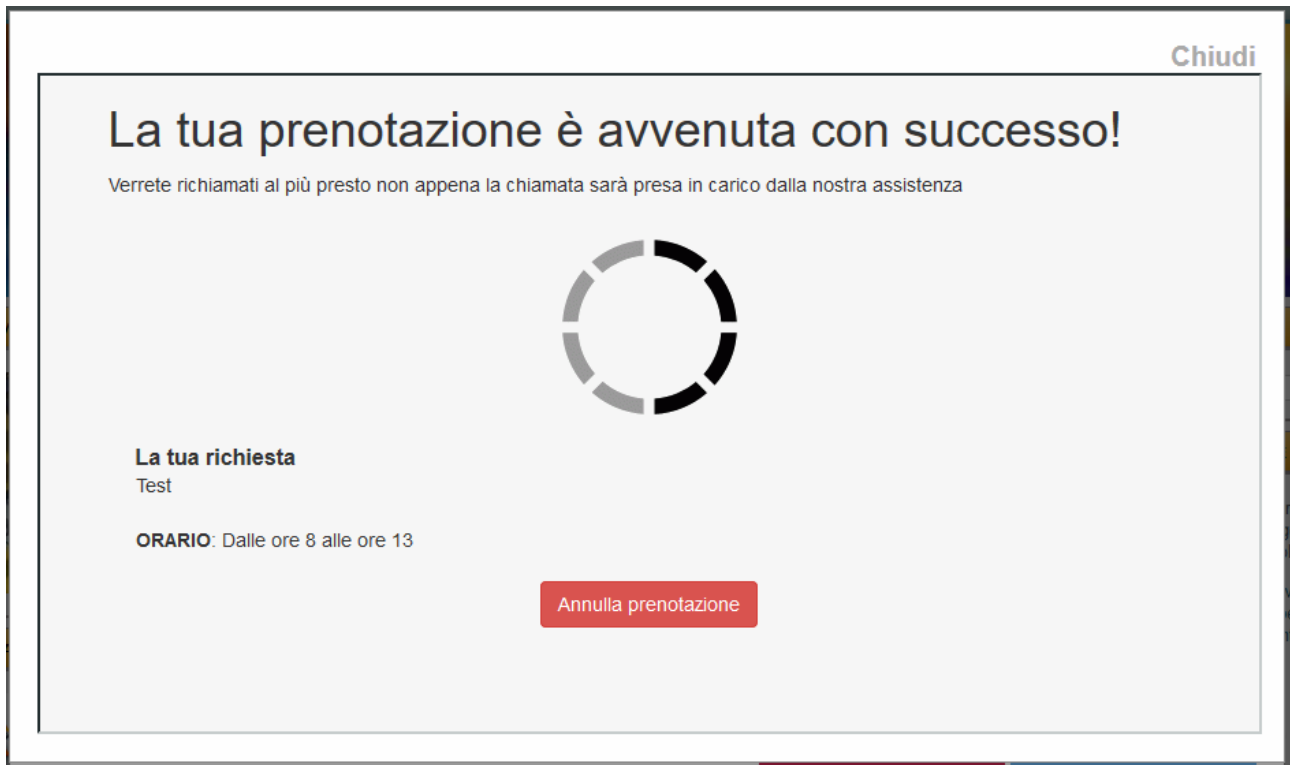 Chiudi
La tua prenotazione è avvenuta con successo!
Verrete richiamati al più presto non appena la chiamata sarà presa in carico dalla nostra assistenza
La tua richiesta
Test
ORARIO: Dalle ore 8 alle ore 13
Annulla prenotazione